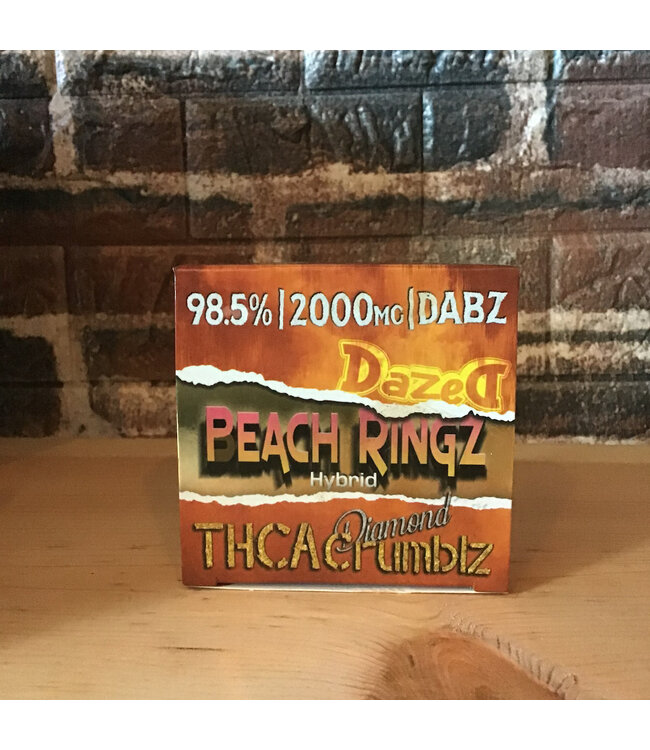 98.5% | 2000MG | DABZ
DazeD
PEACH RINGZ
Hybrid
Diamond
THCA Crumblz